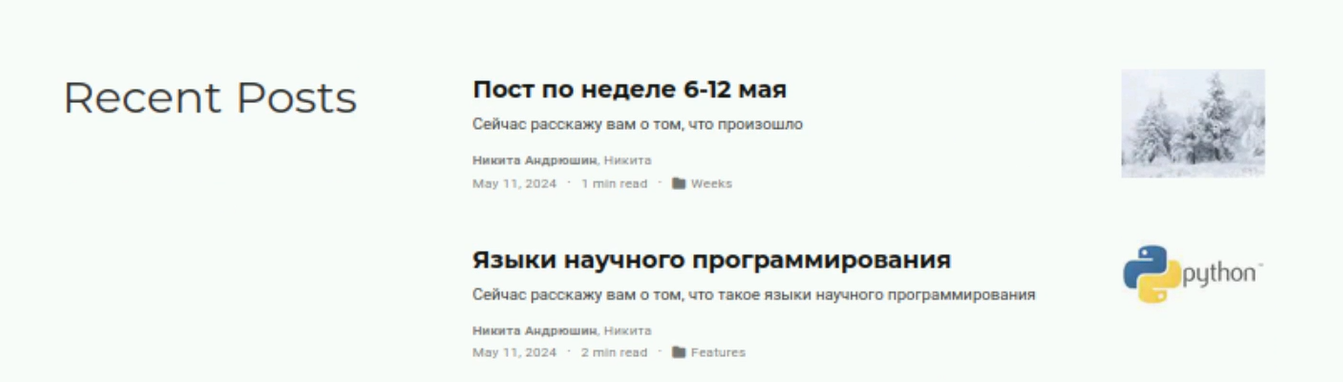 Recent Posts
Пост по неделе 6-12 мая
Сейчас расскажу вам о том, что произошло
Никита Андрюшин, Никита
May 11, 2024 · 1 min read · Weeks
Языки научного программирования
Сейчас расскажу вам о том, что такое языки научного программирования
python™
Никита Андрюшин, Никита
May 11, 2024 · 2 min read · Features